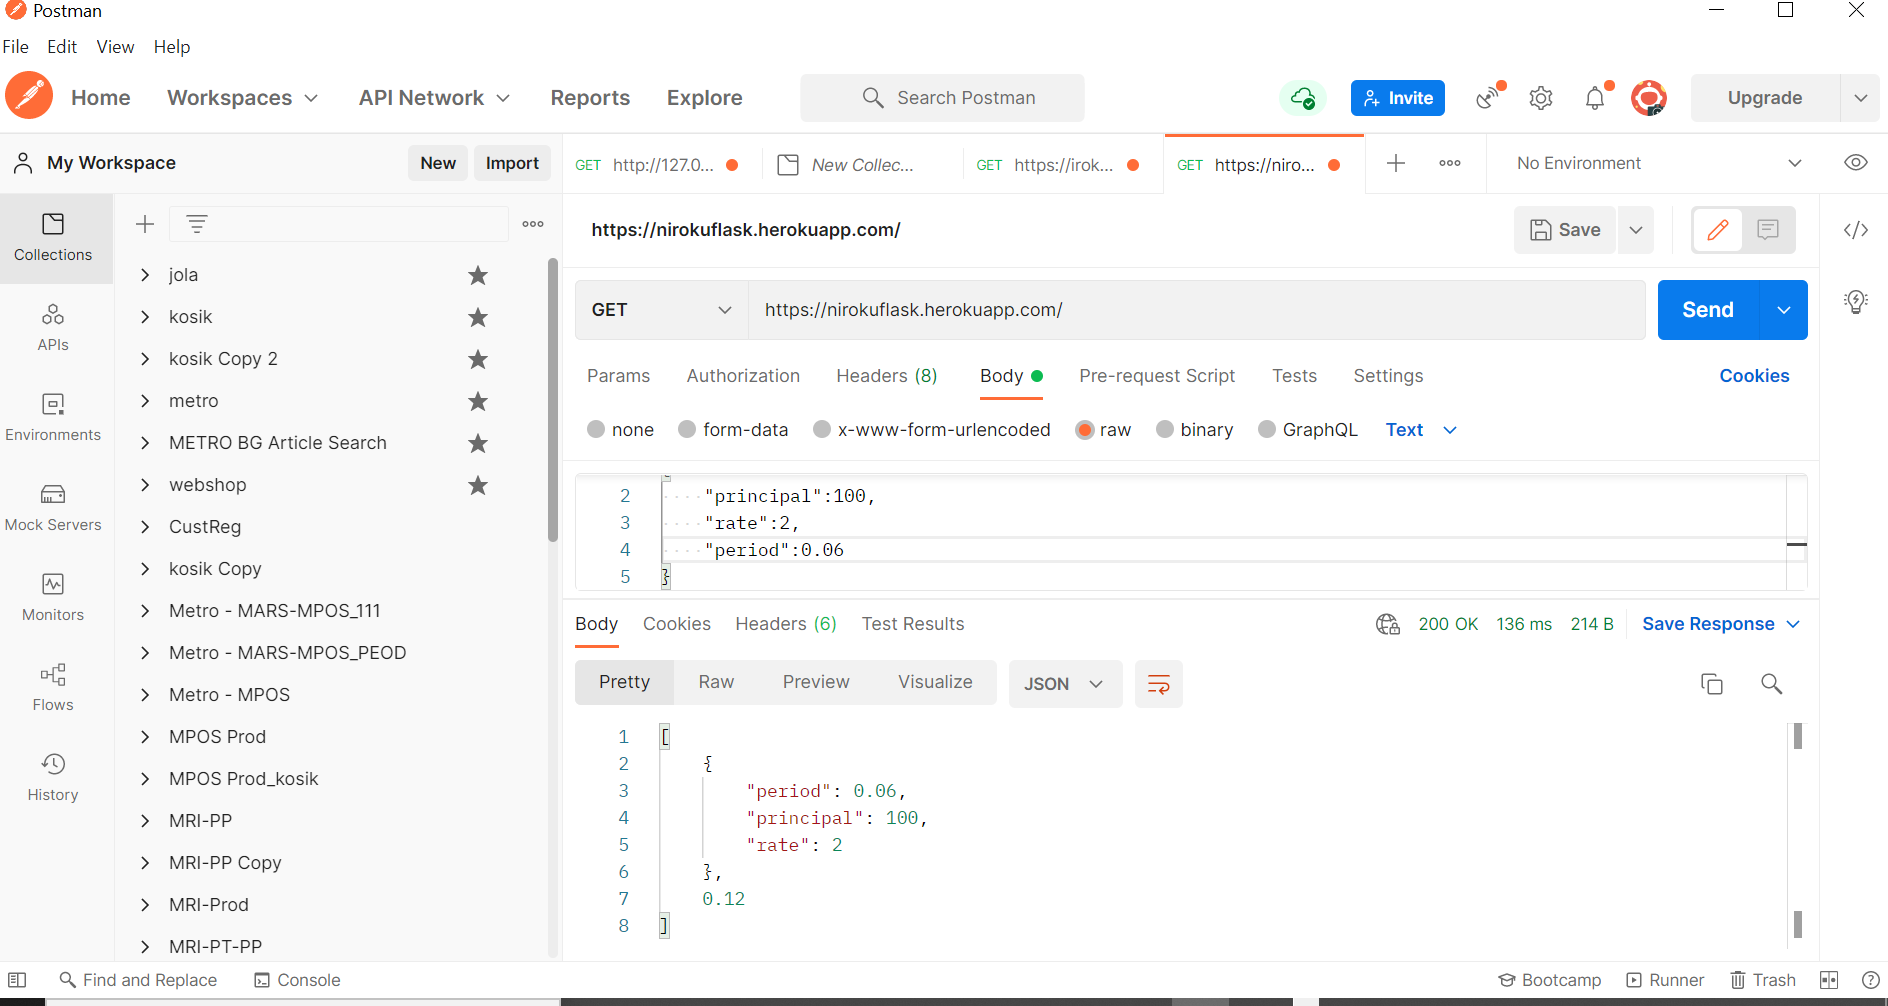 Postman
File Edit View Help
Home Workspaces API Network Reports Explore Search Postman Invite Upgrade
My Workspace New Import
GET http://127.0... New Collec... GET https://irok... GET https://niro... No Environment
Collections
APIs
Environments
Mock Servers
Monitors
Flows
History
jola
kosik
kosik Copy 2
metro
METRO BG Article Search
webshop
CustReg
kosik Copy
Metro - MARS-MPOS_111
Metro - MARS-MPOS_PEOD
Metro - MPOS
MPOS Prod
MPOS Prod_kosik
MRI-PP
MRI-PP Copy
MRI-Prod
MRI-PT-PP
https://nirokuflask.herokuapp.com/ Save
GET https://nirokuflask.herokuapp.com/ Send
Params Authorization Headers (8) Body Pre-request Script Tests Settings Cookies
none form-data x-www-form-urlencoded raw binary GraphQL Text
2 "principal":100,
3 "rate":2,
4 "period":0.06
5 }
Body Cookies Headers (6) Test Results 200 OK 136 ms 214 B Save Response
Pretty Raw Preview Visualize JSON
1 [
2 {
3 "period": 0.06,
4 "principal": 100,
5 "rate": 2
6 },
7 0.12
8 ]
Find and Replace Console Bootcamp Runner Trash